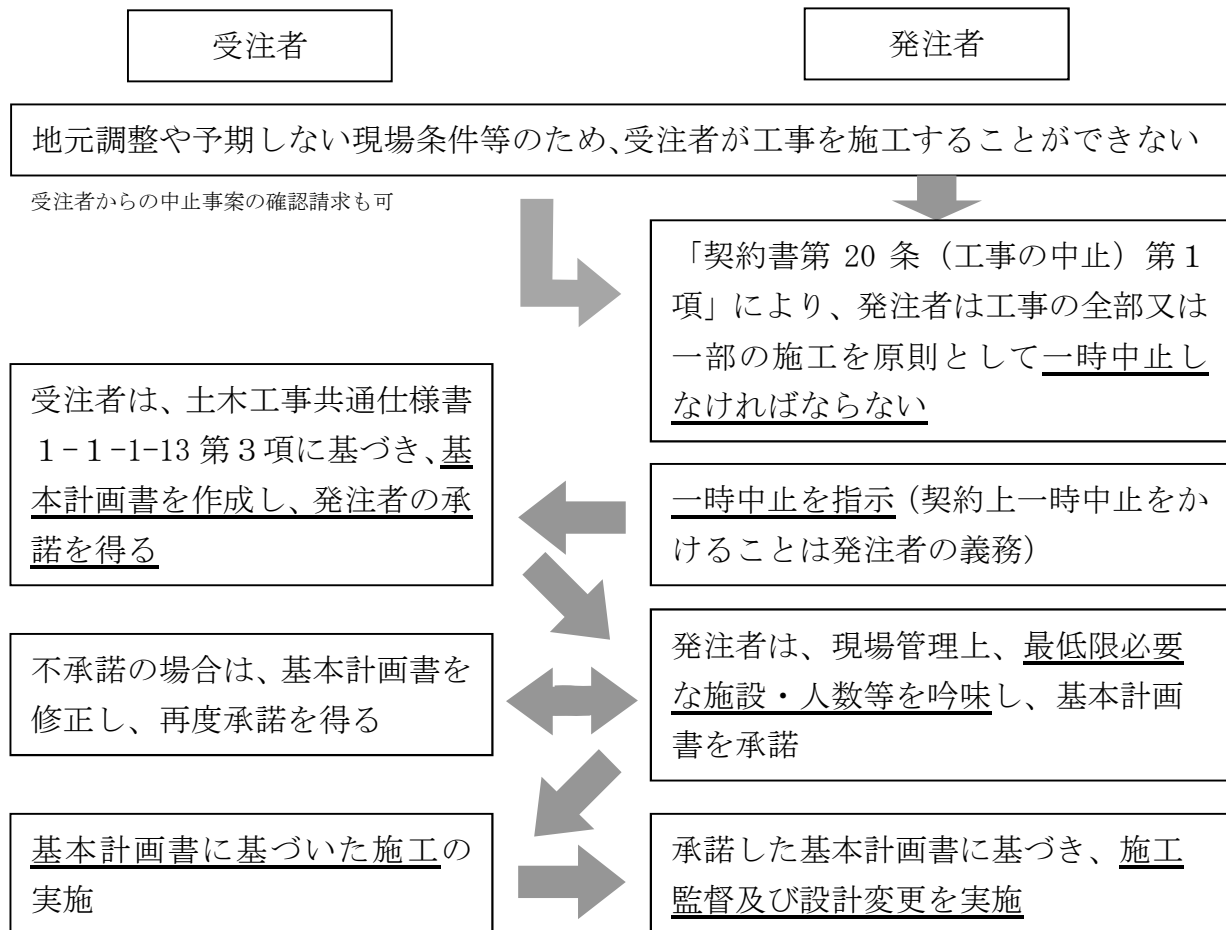 受注者
発注者
地元調整や予期しない現場条件等のため、受注者が工事を施工することができない
受注者からの中止事案の確認請求も可
「契約書第 20 条（工事の中止）第１
項」により、発注者は工事の全部又は
一部の施工を原則として一時中止し
なければならない
受注者は、土木工事共通仕様書
１-１-1-13 第３項に基づき、基
本計画書を作成し、発注者の承
諾を得る
一時中止を指示（契約上一時中止をか
けることは発注者の義務）
発注者は、現場管理上、最低限必要
な施設・人数等を吟味し、基本計画
書を承諾
不承諾の場合は、基本計画書を
修正し、再度承諾を得る
基本計画書に基づいた施工の
実施
承諾した基本計画書に基づき、施工
監督及び設計変更を実施